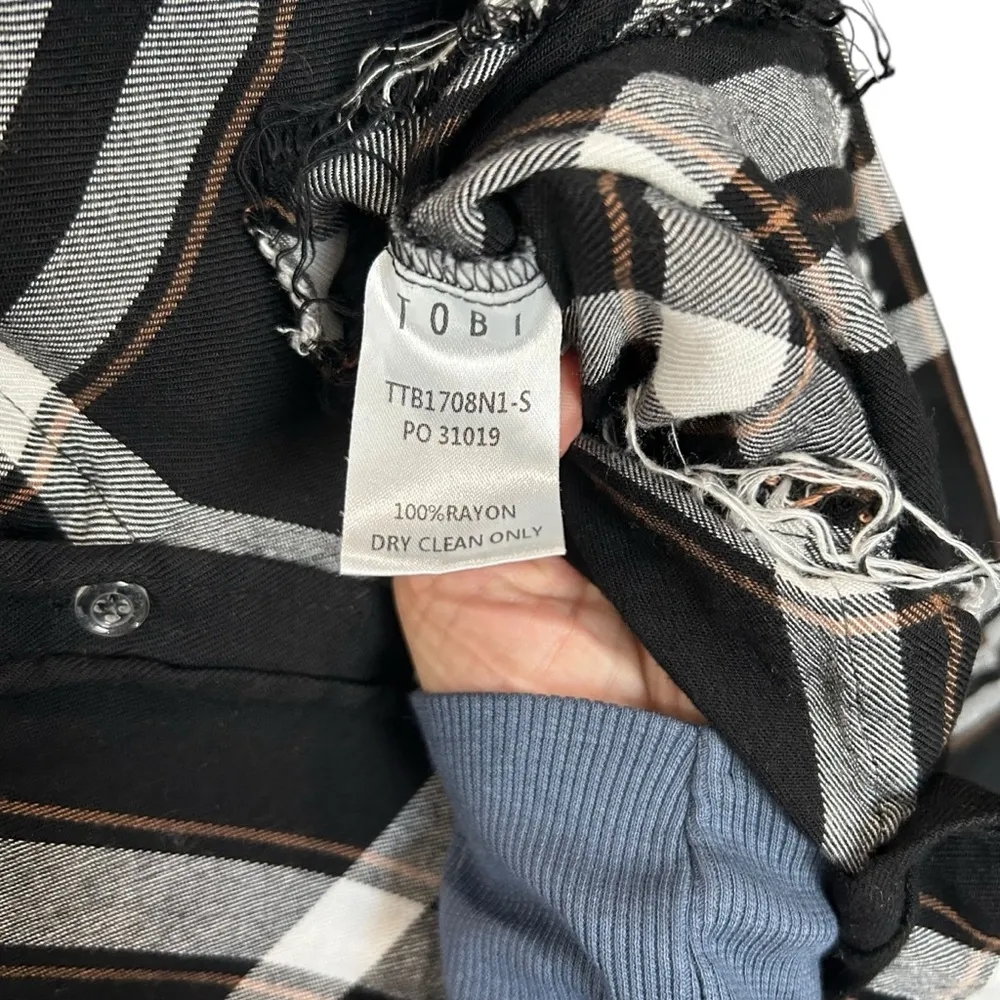 TOBI
TTB1708N1-S
PO 31019
100%RAYON
DRY CLEAN ONLY